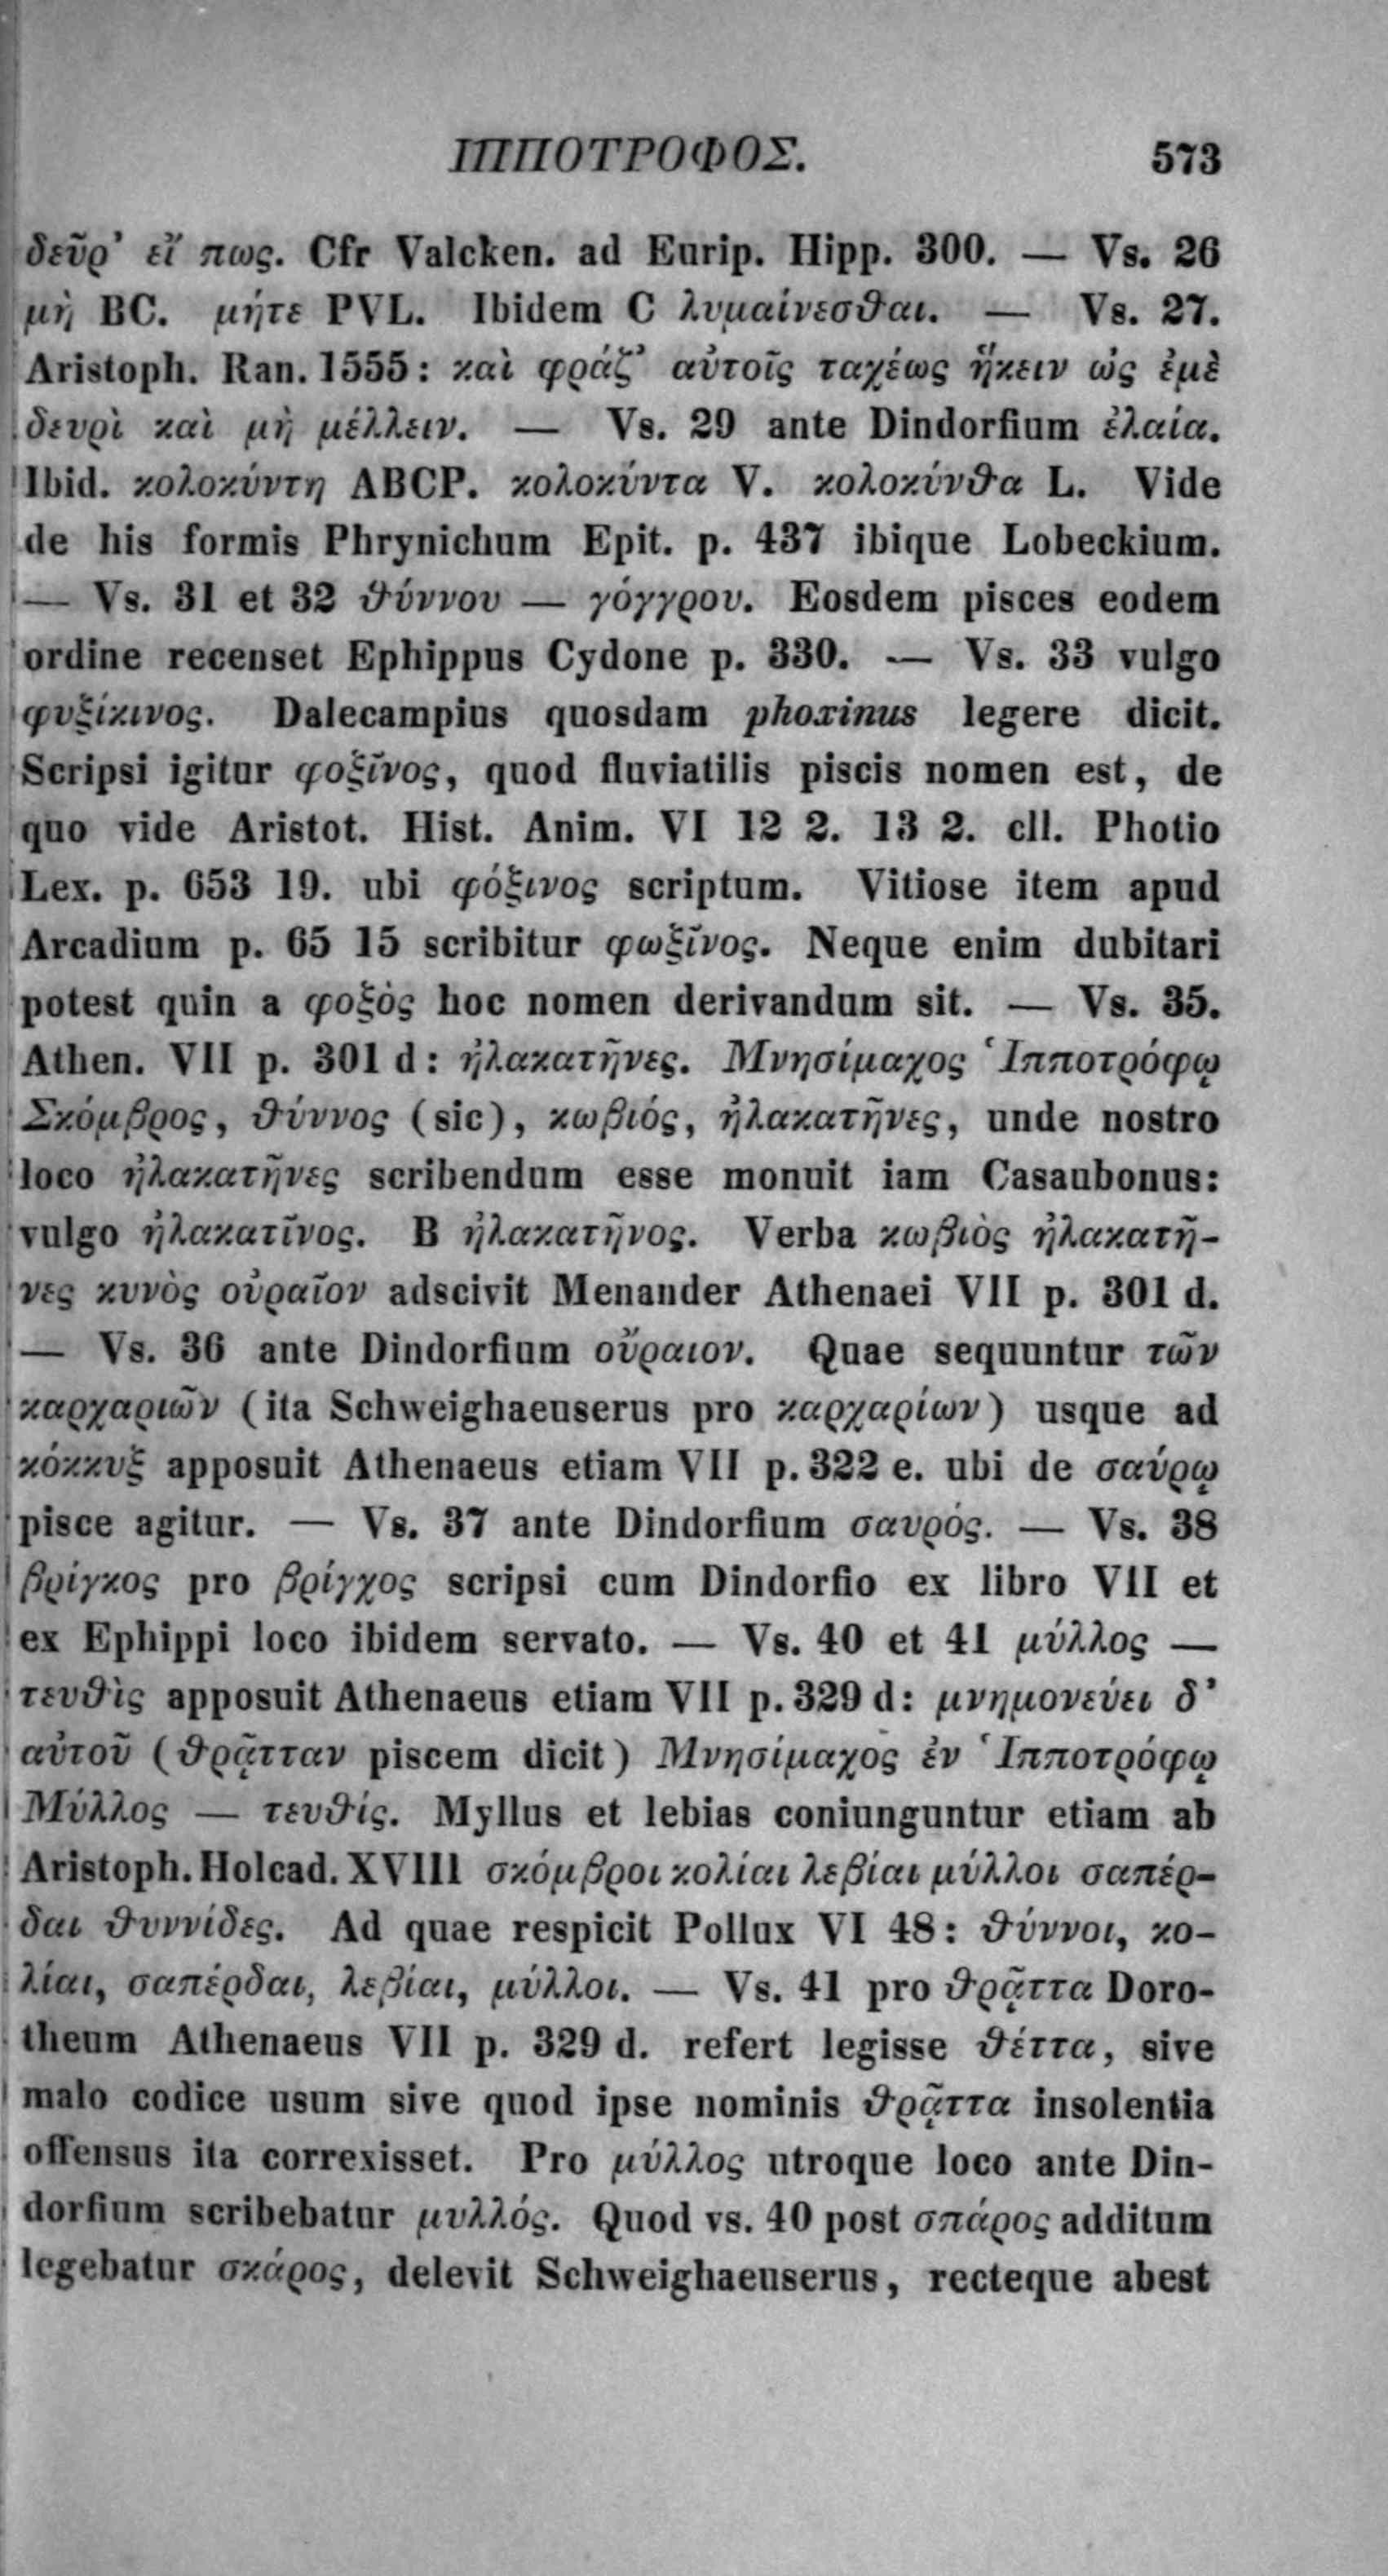 ΙΠΠΟΤΡΟΦΟΣ. 573
δεῦρ' εἴ πως. Cfr Valcken. ad Eurip. Hipp. 300. — Vs. 26
μὴ BC. μήτε PVL. Ibidem C λυμαίνεσθαι. — Vs. 27.
Aristoph. Ran. 1555: καὶ φράζ' αὐτοῖς ταχέως ἥκειν ὡς ἐμὲ
δευρὶ καὶ μὴ μέλλειν. — Vs. 29 ante Dindorfium ἐλαία.
Ibid. κολοκύντη ABCP. κολοκύντα V. κολοκύνθα L. Vide
de his formis Phrynichum Epit. p. 437 ibique Lobeckium.
— Vs. 31 et 32 θύννου — γόγγρου. Eosdem pisces eodem
ordine recenset Ephippus Cydone p. 330. — Vs. 33 vulgo
φυξίκινος. Dalecampius quosdam phoxinus legere dicit.
Scripsi igitur φοξῖνος, quod fluviatilis piscis nomen est, de
quo vide Aristot. Hist. Anim. VI 12 2. 13 2. cll. Photio
Lex. p. 653 19. ubi φόξινος scriptum. Vitiose item apud
Arcadium p. 65 15 scribitur φωξῖνος. Neque enim dubitari
potest quin a φοξὸς hoc nomen derivandum sit. — Vs. 35.
Athen. VII p. 301 d: ἠλακατῆνες. Μνησίμαχος Ἱπποτρόφῳ
Σκόμβρος, θύννος (sic), κωβιός, ἠλακατῆνες, unde nostro
loco ἠλακατῆνες scribendum esse monuit iam Casaubonus:
vulgo ἠλακατῖνος. B ἠλακατῆνος. Verba κωβιὸς ἠλακατῆ-
νες κυνὸς οὐραῖον adscivit Menander Athenaei VII p. 301 d.
— Vs. 36 ante Dindorfium οὔραιον. Quae sequuntur τῶν
καρχαριῶν (ita Schweighaeuserus pro καρχαρίων) usque ad
κόκκυξ apposuit Athenaeus etiam VII p. 322 e. ubi de σαύρῳ
pisce agitur. — Vs. 37 ante Dindorfium σαυρός. — Vs. 38
βρίγκος pro βρίγχος scripsi cum Dindorfio ex libro VII et
ex Ephippi loco ibidem servato. — Vs. 40 et 41 μύλλος —
τευθὶς apposuit Athenaeus etiam VII p. 329 d: μνημονεύει δ'
αὐτοῦ (θρᾷτταν piscem dicit) Μνησίμαχος ἐν Ἱπποτρόφῳ
Μύλλος — τευθίς. Myllus et lebias coniunguntur etiam ab
Aristoph. Holcad. XVIII σκόμβροι κολίαι λεβίαι μύλλοι σαπέρ-
δαι θυννίδες. Ad quae respicit Pollux VI 48: θύννοι, κο-
λίαι, σαπέρδαι, λεβίαι, μύλλοι. — Vs. 41 pro θρᾷττα Doro-
theum Athenaeus VII p. 329 d. refert legisse θέττα, sive
malo codice usum sive quod ipse nominis θρᾷττα insolentia
offensus ita correxisset. Pro μύλλος utroque loco ante Din-
dorfium scribebatur μυλλός. Quod vs. 40 post σπάρος additum
legebatur σκάρος, delevit Schweighaeuserus, recteque abest